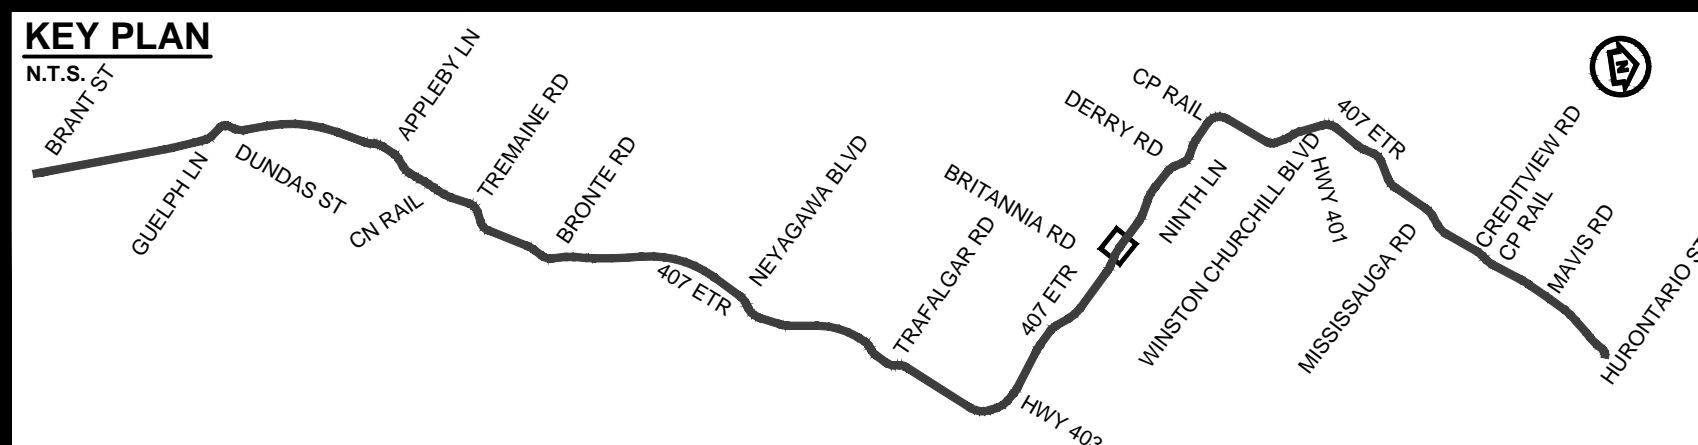 KEY PLAN
N.T.S.
BRANT ST
GUELPH LN
DUNDAS ST
APPLEBY LN
CN RAIL
TREMAINE RD
BRONTE RD
407 ETR
NEYAGAWA BLVD
TRAFALGAR RD
HWY 403
407 ETR
BRITANNIA RD
DERRY RD
CP RAIL
NINTH LN
WINSTON CHURCHILL BLVD
HWY 401
407 ETR
MISSISSAUGA RD
CREDITVIEW RD
CP RAIL
MAVIS RD
HURONTARIO ST
N